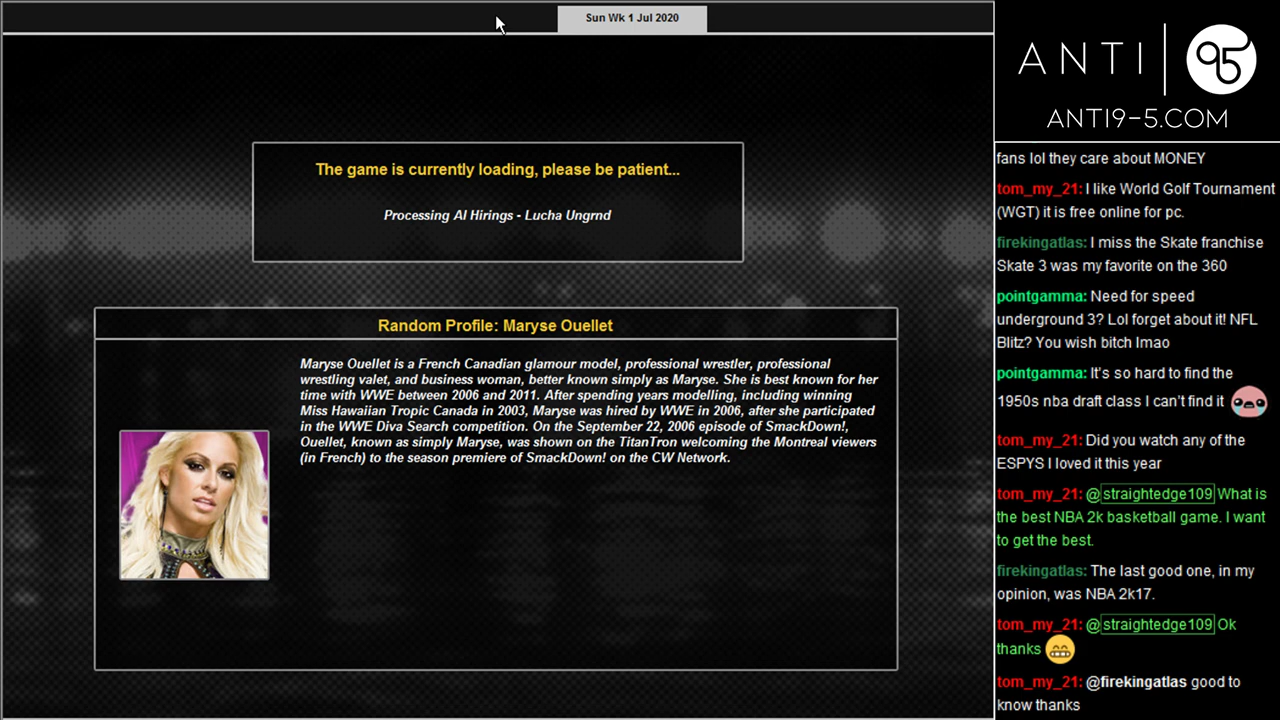 Sun Wk 1 Jul 2020
The game is currently loading, please be patient...
Processing AI Hirings - Lucha Ungrnd
Random Profile: Maryse Ouellet
Maryse Ouellet is a French Canadian glamour model, professional wrestler, professional
wrestling valet, and business woman, better known simply as Maryse. She is best known for her
time with WWE between 2006 and 2011. After spending years modelling, including winning
Miss Hawaiian Tropic Canada in 2003, Maryse was hired by WWE in 2006, after she participated
in the WWE Diva Search competition. On the September 22, 2006 episode of SmackDown!,
Ouellet, known as simply Maryse, was shown on the TitanTron welcoming the Montreal viewers
(in French) to the season premiere of SmackDown! on the CW Network.
ANTI | 95
ANTI9-5.COM
fans lol they care about MONEY
tom_my_21: I like World Golf Tournament
(WGT) it is free online for pc.
firekingatlas: I miss the Skate franchise
Skate 3 was my favorite on the 360
pointgamma: Need for speed
underground 3? Lol forget about it! NFL
Blitz? You wish bitch lmao
pointgamma: It's so hard to find the
1950s nba draft class I can't find it
tom_my_21: Did you watch any of the
ESPYS I loved it this year
tom_my_21: @straightedge109 What is
the best NBA 2k basketball game. I want
to get the best.
firekingatlas: The last good one, in my
opinion, was NBA 2k17.
tom_my_21: @straightedge109 Ok
thanks
tom_my_21: @firekingatlas good to
know thanks